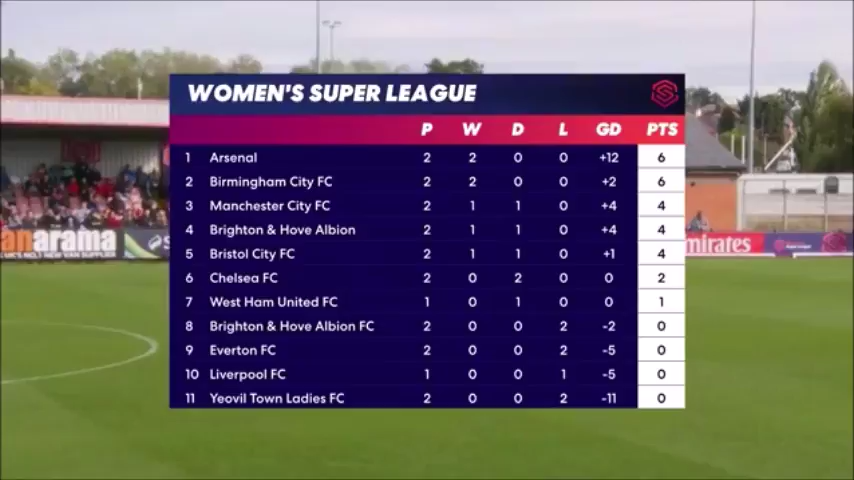 WOMEN'S SUPER LEAGUE
P W D L GD PTS
1 Arsenal 2 2 0 0 +12 6
2 Birmingham City FC 2 2 0 0 +2 6
3 Manchester City FC 2 1 1 0 +4 4
4 Brighton & Hove Albion 2 1 1 0 +4 4
5 Bristol City FC 2 1 1 0 +1 4
6 Chelsea FC 2 0 2 0 0 2
7 West Ham United FC 1 0 1 0 0 1
8 Brighton & Hove Albion FC 2 0 0 2 -2 0
9 Everton FC 2 0 0 2 -5 0
10 Liverpool FC 1 0 0 1 -5 0
11 Yeovil Town Ladies FC 2 0 0 2 -11 0
anarama
UK'S NO.1 NEW VAN SUPPLIER
mirates